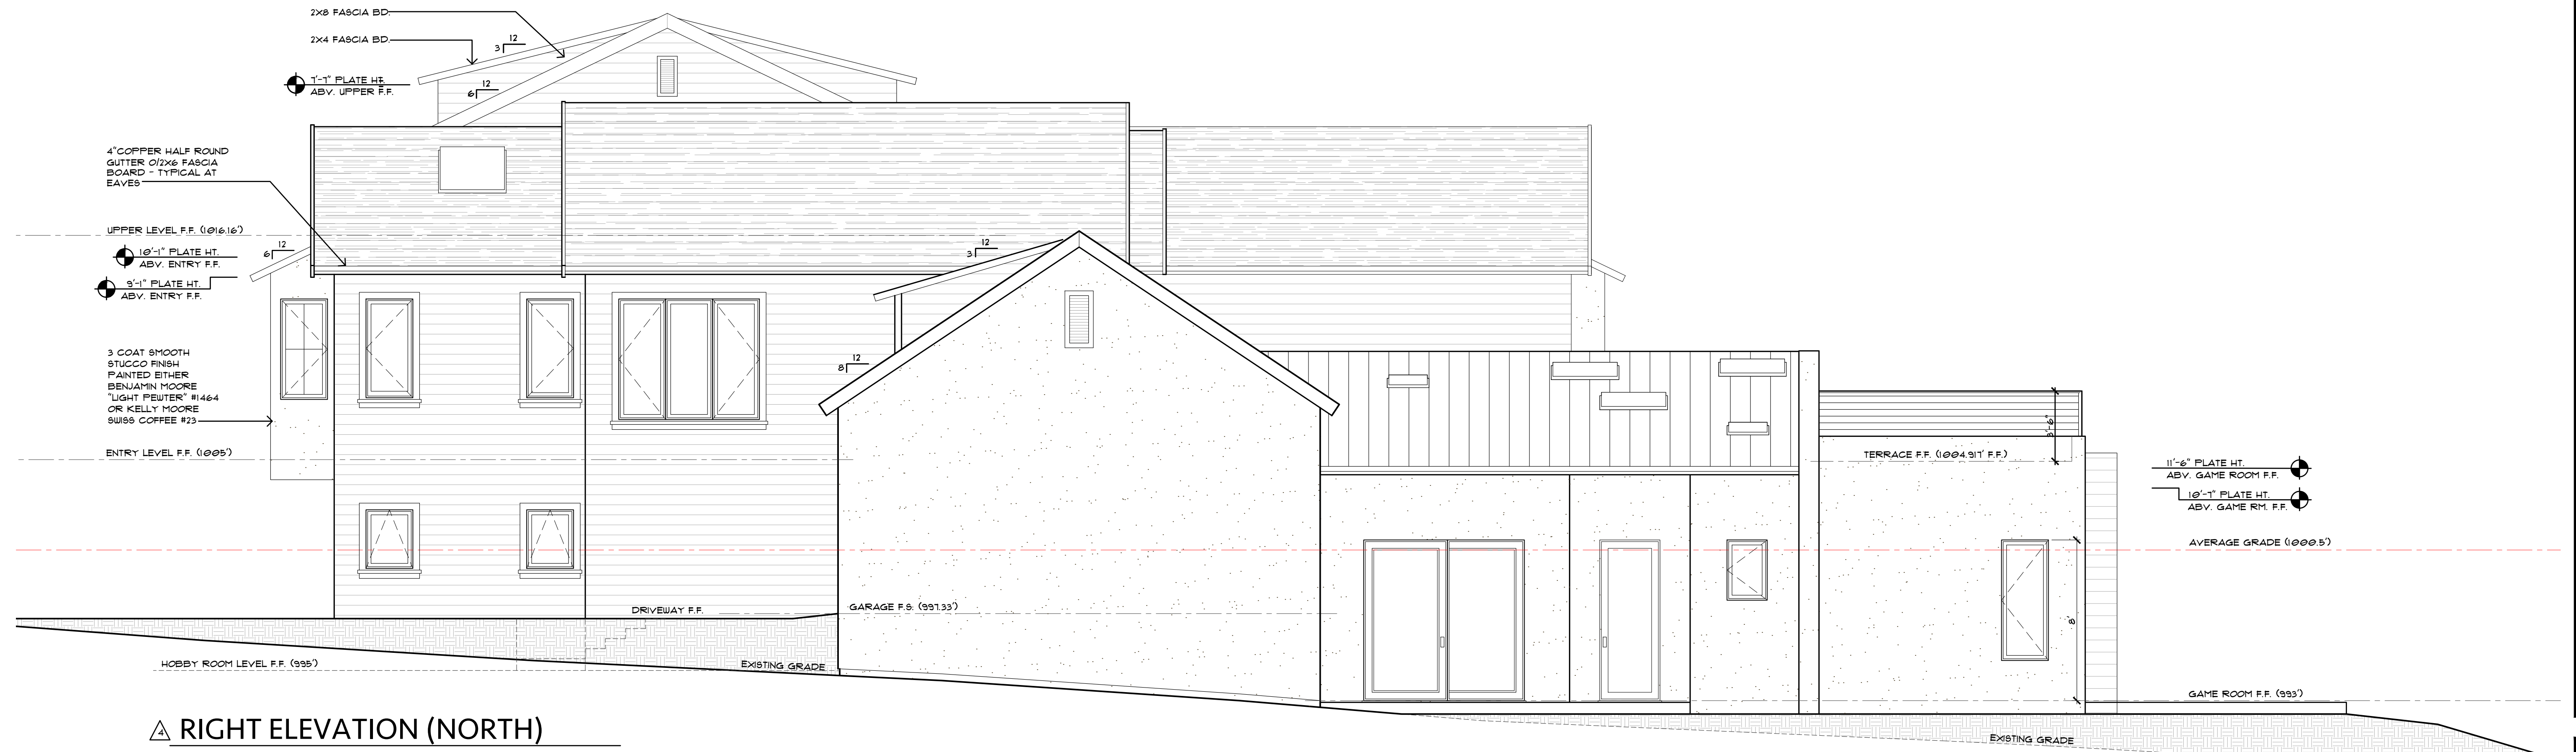 2X8 FASCIA BD.
2X4 FASCIA BD.
12
3
7'-7" PLATE HT.
ABV. UPPER F.F.
12
6
4"COPPER HALF ROUND
GUTTER O/2X6 FASCIA
BOARD - TYPICAL AT
EAVES
UPPER LEVEL F.F. (1016.16')
12
6
10'-1" PLATE HT.
ABV. ENTRY F.F.
9'-1" PLATE HT.
ABV. ENTRY F.F.
12
3
3 COAT SMOOTH
STUCCO FINISH
PAINTED EITHER
BENJAMIN MOORE
"LIGHT PEWTER" #1464
OR KELLY MOORE
SWISS COFFEE #23
12
8
3'-6"
ENTRY LEVEL F.F. (1005')
TERRACE F.F. (1004.917' F.F.)
11'-6" PLATE HT.
ABV. GAME ROOM F.F.
10'-7" PLATE HT.
ABV. GAME RM. F.F.
AVERAGE GRADE (1000.5')
8'
DRIVEWAY F.F.
GARAGE F.S. (997.33')
HOBBY ROOM LEVEL F.F. (995')
EXISTING GRADE
GAME ROOM F.F. (993')
EXISTING GRADE
4 RIGHT ELEVATION (NORTH)